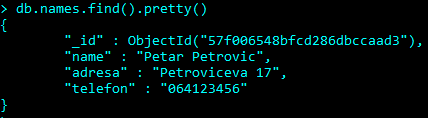 > db.names.find().pretty()
{
"_id" : ObjectId("57f006548bfcd286dbccaad3"),
"name" : "Petar Petrovic",
"adresa" : "Petroviceva 17",
"telefon" : "064123456"
}